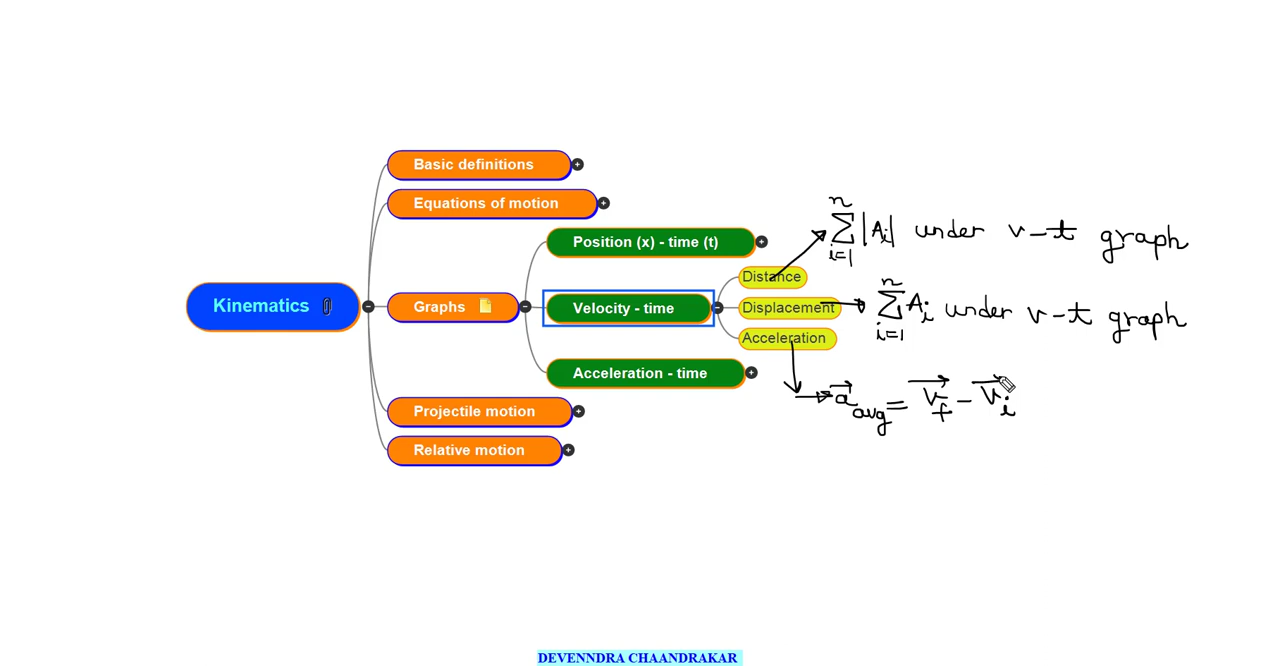 Basic definitions
Equations of motion
Position (x) - time (t)
n
∑ |Ai| under v-t graph
i=1
Distance
Kinematics
Graphs
Velocity - time
Displacement
n
∑ Ai under v-t graph
i=1
Acceleration
Acceleration - time
a⃗avg = v⃗f - v⃗i
Projectile motion
Relative motion
DEVENNDRA CHAANDRAKAR